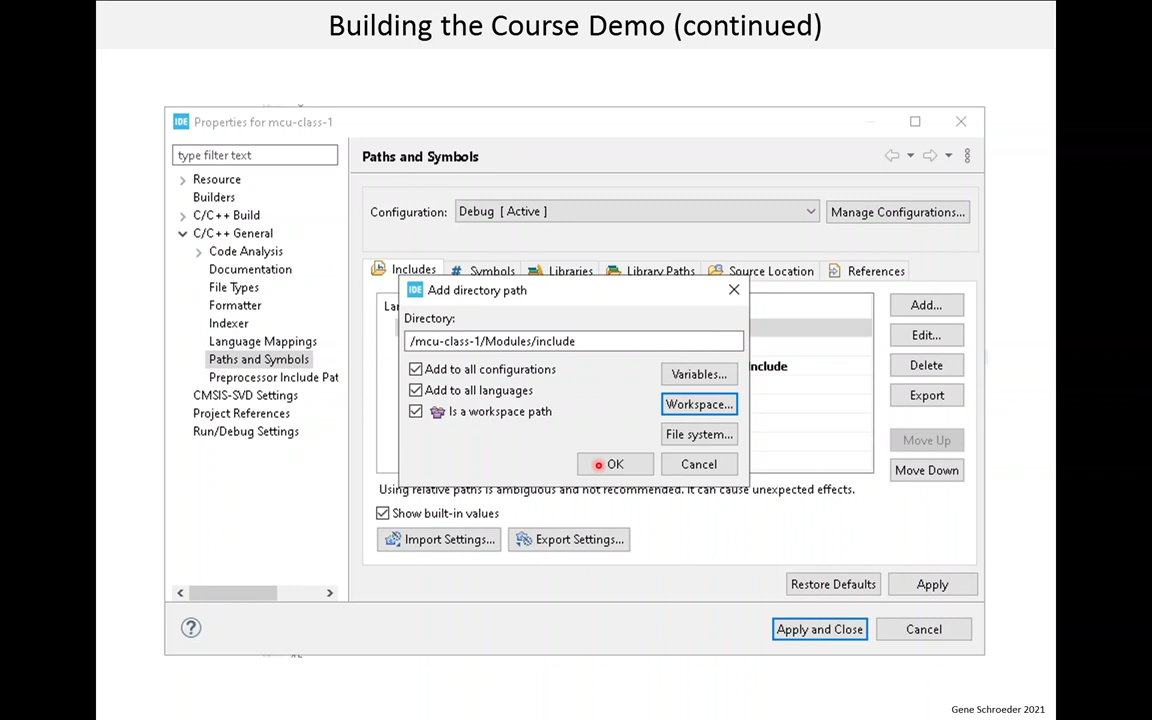 Building the Course Demo (continued)
IDE Properties for mcu-class-1
type filter text
Paths and Symbols
Resource
Builders
C/C++ Build
C/C++ General
Code Analysis
Documentation
File Types
Formatter
Indexer
Language Mappings
Paths and Symbols
Preprocessor Include Pat
CMSIS-SVD Settings
Project References
Run/Debug Settings
Configuration: Debug [ Active ] Manage Configurations...
Includes # Symbols Libraries Library Paths Source Location References
IDE Add directory path
Directory:
/mcu-class-1/Modules/include
Add to all configurations
Add to all languages
Is a workspace path
Variables...
Workspace...
File system...
OK Cancel
Lan
nclude
Add...
Edit...
Delete
Export
Move Up
Move Down
Using relative paths is ambiguous and not recommended. It can cause unexpected effects.
Show built-in values
Import Settings... Export Settings...
Restore Defaults Apply
? Apply and Close Cancel
Gene Schroeder 2021